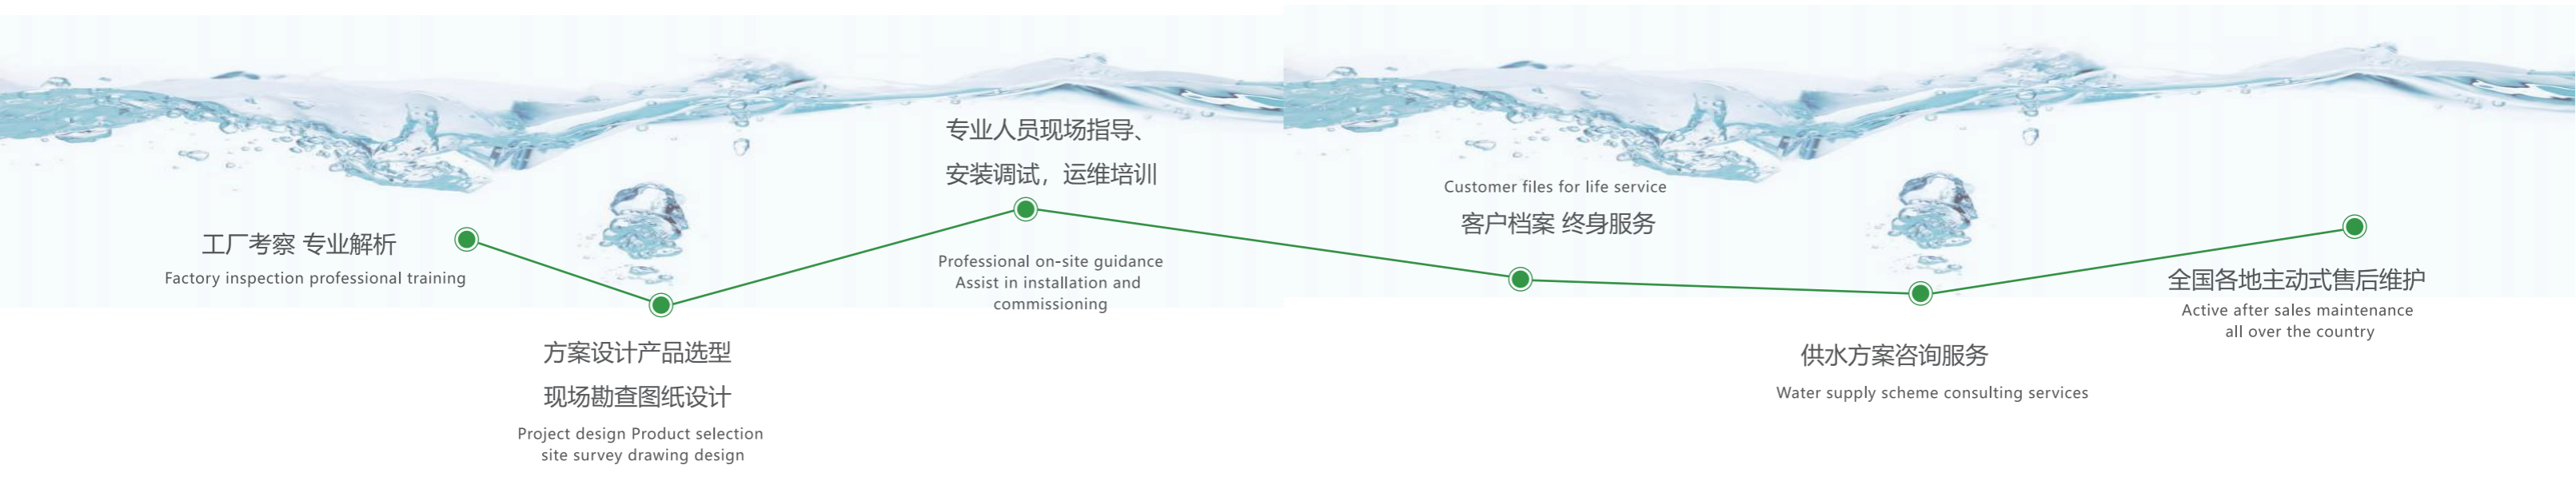 工厂考察 专业解析
Factory inspection professional training
方案设计产品选型
现场勘查图纸设计
Project design Product selection
site survey drawing design
专业人员现场指导、
安装调试，运维培训
Professional on-site guidance
Assist in installation and
commissioning
Customer files for life service
客户档案 终身服务
供水方案咨询服务
Water supply scheme consulting services
全国各地主动式售后维护
Active after sales maintenance
all over the country